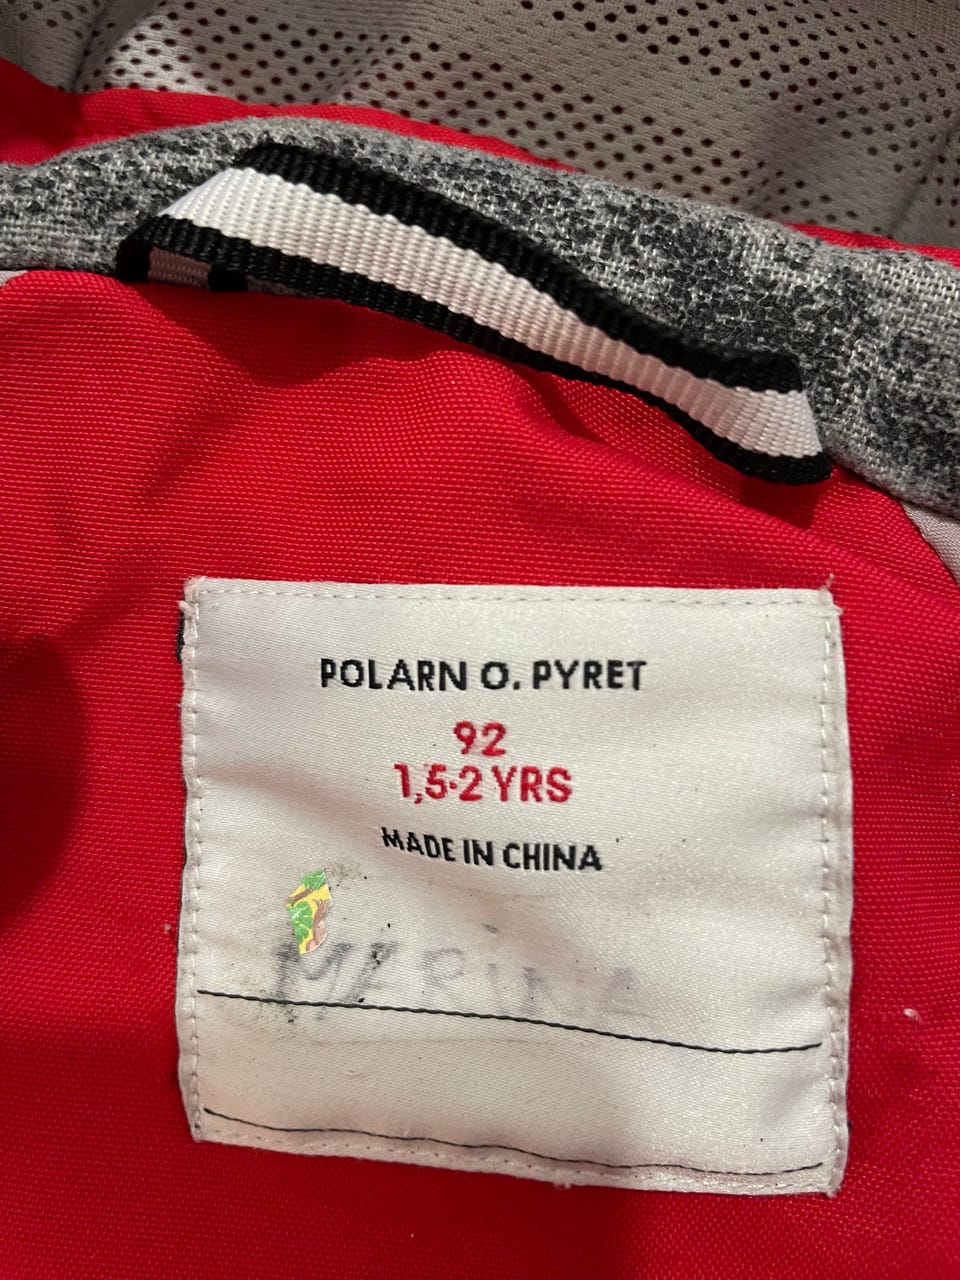 POLARN O. PYRET
92
1,5-2 YRS
MADE IN CHINA